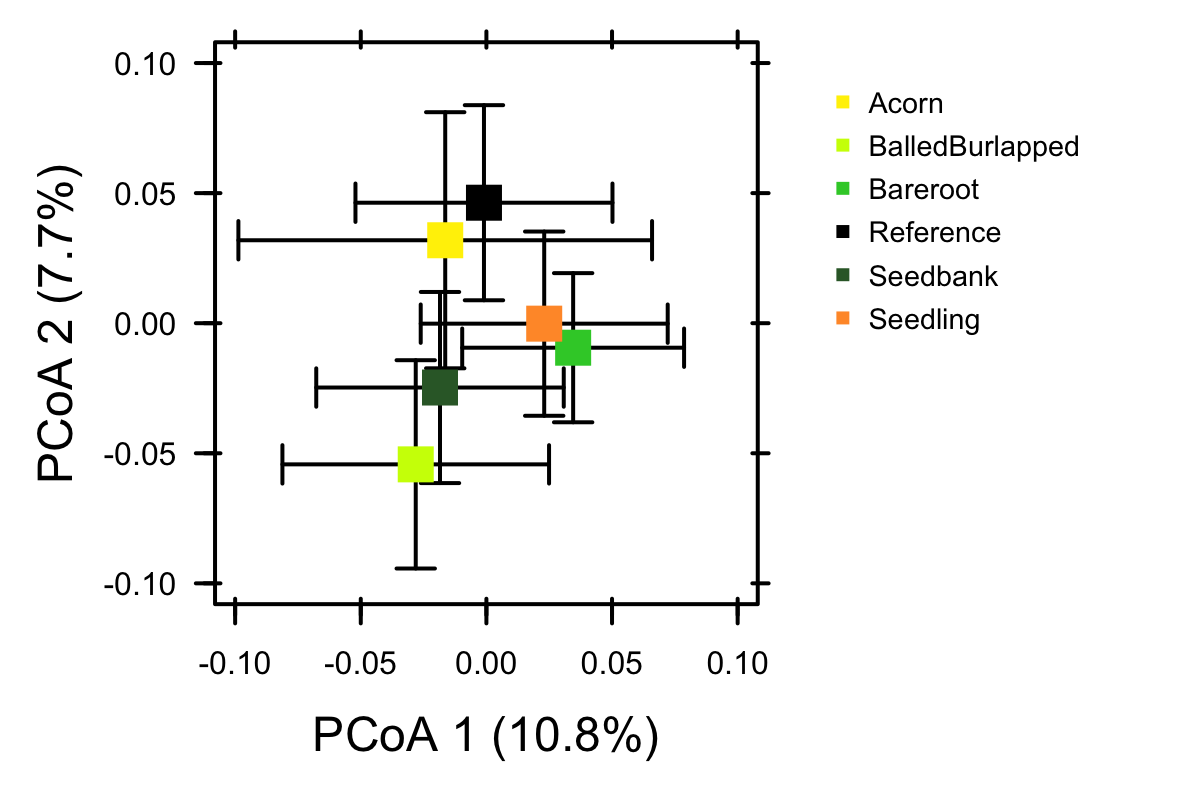 0.10
0.05
0.00
-0.05
-0.10
PCoA 2 (7.7%)
-0.10 -0.05 0.00 0.05 0.10
PCoA 1 (10.8%)
Acorn
BalledBurlapped
Bareroot
Reference
Seedbank
Seedling